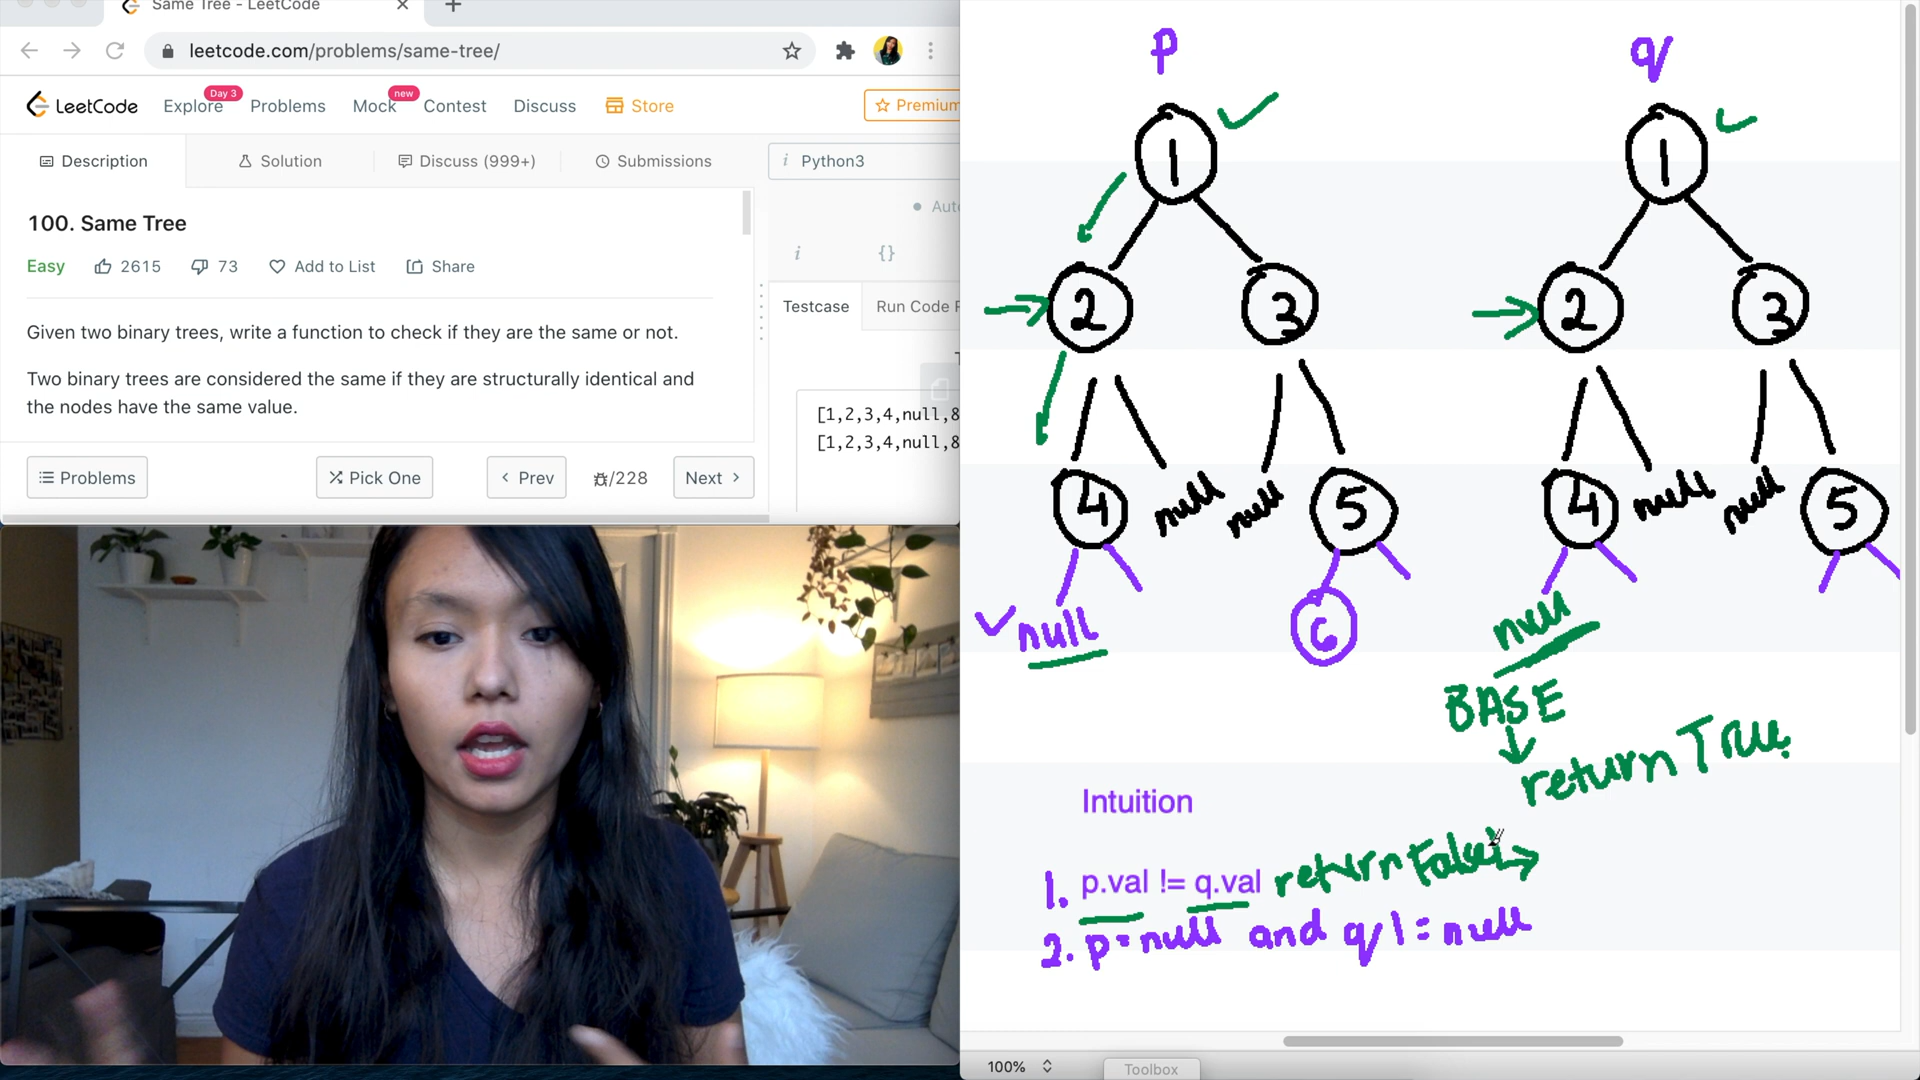 Same Tree - LeetCode
leetcode.com/problems/same-tree/
LeetCode Explore Day 3 Problems Mock new Contest Discuss Store Premium
Description Solution Discuss (999+) Submissions
i Python3
100. Same Tree
Easy 2615 73 Add to List Share
i {}
Testcase Run Code
Given two binary trees, write a function to check if they are the same or not.
Two binary trees are considered the same if they are structurally identical and
the nodes have the same value.
[1,2,3,4,null,8
[1,2,3,4,null,8
Problems Pick One Prev /228 Next
p q
1 1
2 3 2 3
4 null null 5 4 null null 5
null 6 null
BASE
return True
Intuition
1. p.val != q.val return False
2. p=null and q != null
100% Toolbox